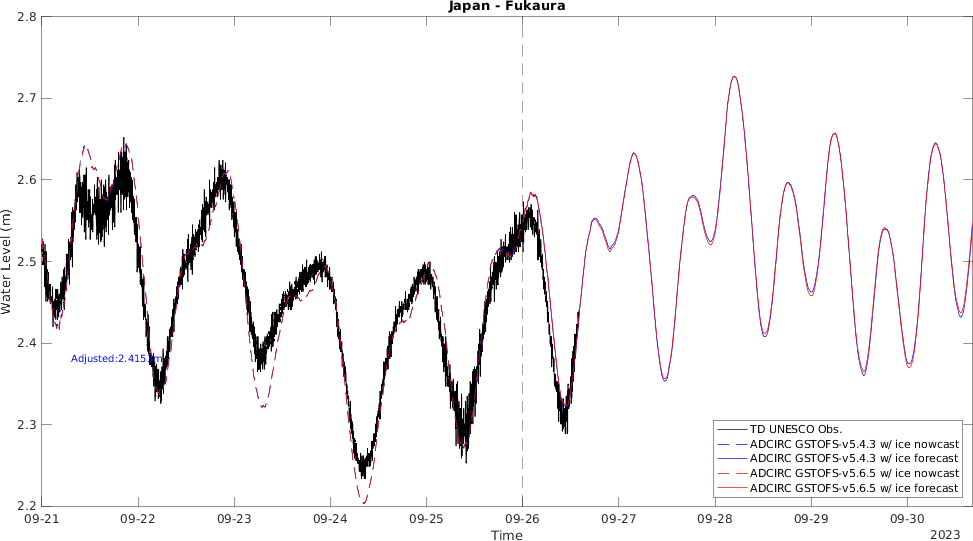 Japan - Fukaura
2.8
2.7
2.6
2.5
2.4
2.3
2.2
Water Level (m)
Adjusted:2.415 m
TD UNESCO Obs.
ADCIRC GSTOFS-v5.4.3 w/ ice nowcast
ADCIRC GSTOFS-v5.4.3 w/ ice forecast
ADCIRC GSTOFS-v5.6.5 w/ ice nowcast
ADCIRC GSTOFS-v5.6.5 w/ ice forecast
09-21 09-22 09-23 09-24 09-25 09-26 09-27 09-28 09-29 09-30
Time
2023